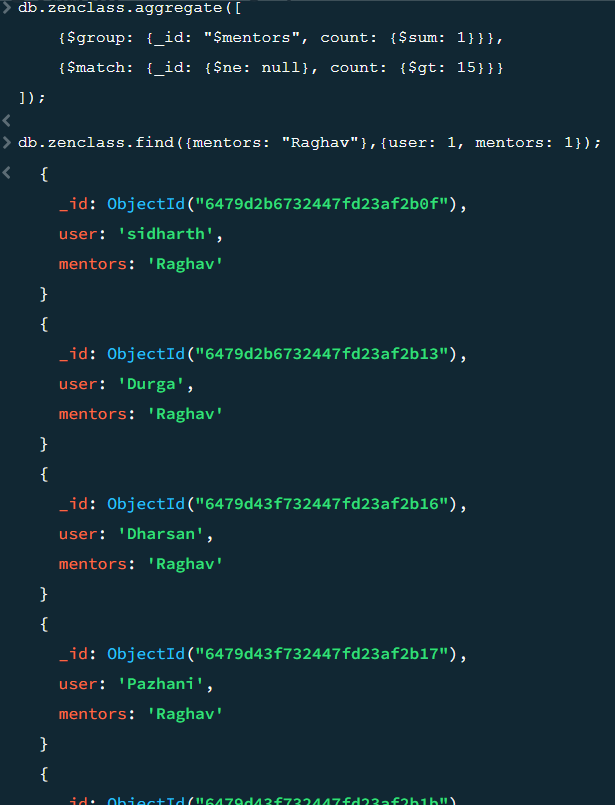 db.zenclass.aggregate([
{$group: {_id: "$mentors", count: {$sum: 1}}},
{$match: {_id: {$ne: null}, count: {$gt: 15}}}
]);
db.zenclass.find({mentors: "Raghav"},{user: 1, mentors: 1});
{
_id: ObjectId("6479d2b6732447fd23af2b0f"),
user: 'sidharth',
mentors: 'Raghav'
}
{
_id: ObjectId("6479d2b6732447fd23af2b13"),
user: 'Durga',
mentors: 'Raghav'
}
{
_id: ObjectId("6479d43f732447fd23af2b16"),
user: 'Dharsan',
mentors: 'Raghav'
}
{
_id: ObjectId("6479d43f732447fd23af2b17"),
user: 'Pazhani',
mentors: 'Raghav'
}
{
_id: ObjectId("6479d43f732447fd23af2b1b"),